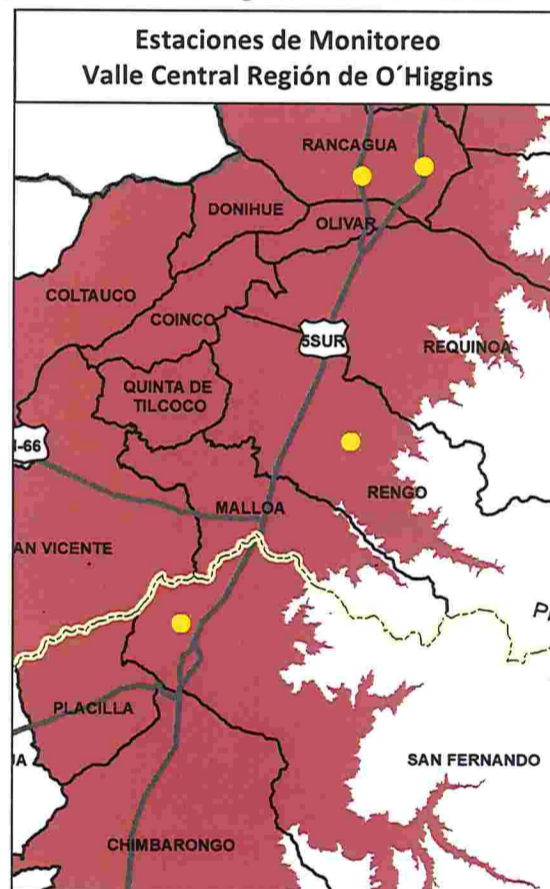 Estaciones de Monitoreo
Valle Central Región de O´Higgins
RANCAGUA
DONIHUE
OLIVAR
COLTAUCO
COINCO
5SUR
REQUINOA
QUINTA DE
TILCOCO
I-66
RENGO
MALLOA
AN VICENTE
PLACILLA
SAN FERNANDO
CHIMBARONGO